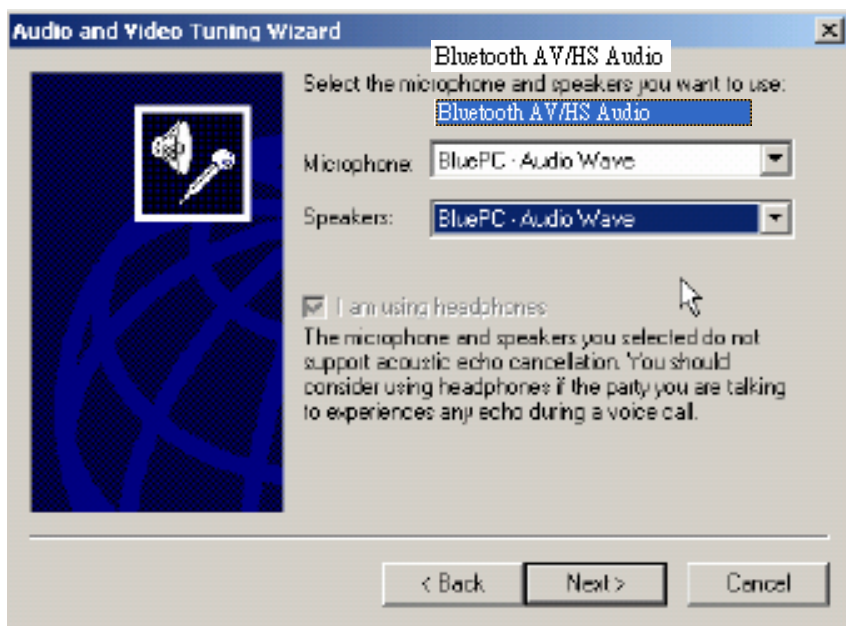 Audio and Video Tuning Wizard
Bluetooth AV/HS Audio
Select the microphone and speakers you want to use:
Bluetooth AV/HS Audio
Microphone: BluePC - Audio Wave
Speakers: BluePC - Audio Wave
I am using headphones
The microphone and speakers you selected do not
support acoustic echo cancellation. You should
consider using headphones if the party you are talking
to experiences any echo during a voice call.
< Back Next > Cancel